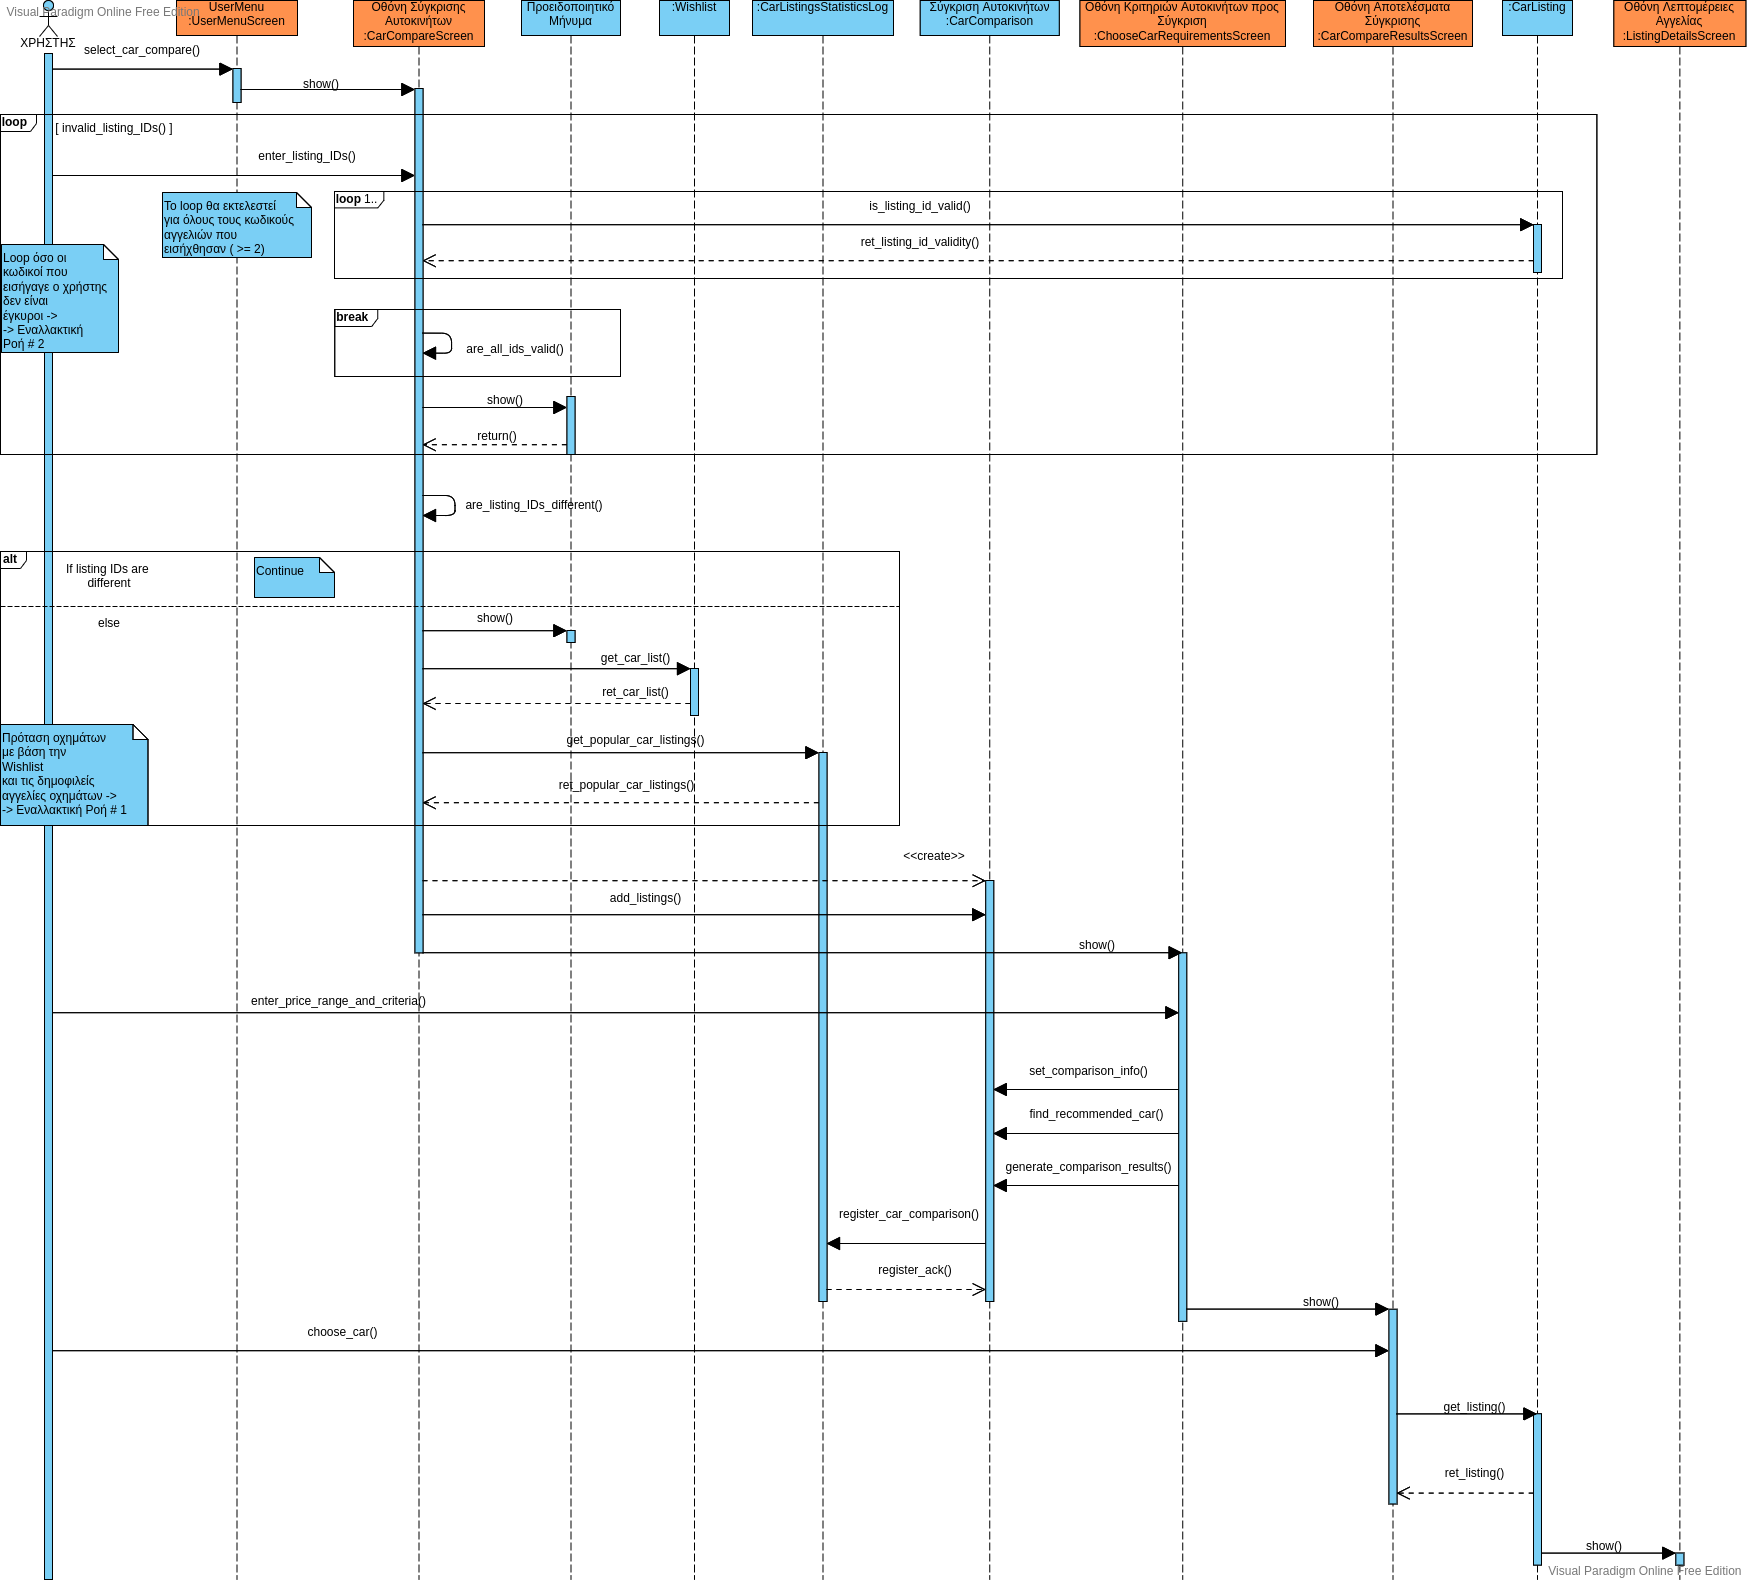 Visual Paradigm Online Free Edition
ΧΡΗΣΤΗΣ
UserMenu
:UserMenuScreen
Οθόνη Σύγκρισης
Αυτοκινήτων
:CarCompareScreen
Προειδοποιητικό
Μήνυμα
:Wishlist
:CarListingsStatisticsLog
Σύγκριση Αυτοκινήτων
:CarComparison
Οθόνη Κριτηριών Αυτοκινήτων προς
Σύγκριση
:ChooseCarRequirementsScreen
Οθόνη Αποτελέσματα
Σύγκρισης
:CarCompareResultsScreen
:CarListing
Οθόνη Λεπτομέρειες
Αγγελίας
:ListingDetailsScreen
select_car_compare()
show()
loop
[ invalid_listing_IDs() ]
enter_listing_IDs()
Το loop θα εκτελεστεί
για όλους τους κωδικούς
αγγελιών που
εισήχθησαν ( >= 2)
loop 1..
is_listing_id_valid()
ret_listing_id_validity()
Loop όσο οι
κωδικοί που
εισήγαγε ο χρήστης
δεν είναι
έγκυροι ->
-> Εναλλακτική
Ροή # 2
break
are_all_ids_valid()
show()
return()
are_listing_IDs_different()
alt
If listing IDs are
different
Continue
else
show()
get_car_list()
ret_car_list()
Πρόταση οχημάτων
με βάση την
Wishlist
και τις δημοφιλείς
αγγελίες οχημάτων ->
-> Εναλλακτική Ροή # 1
get_popular_car_listings()
ret_popular_car_listings()
<<create>>
add_listings()
show()
enter_price_range_and_criteria()
set_comparison_info()
find_recommended_car()
generate_comparison_results()
register_car_comparison()
register_ack()
show()
choose_car()
get_listing()
ret_listing()
show()
Visual Paradigm Online Free Edition